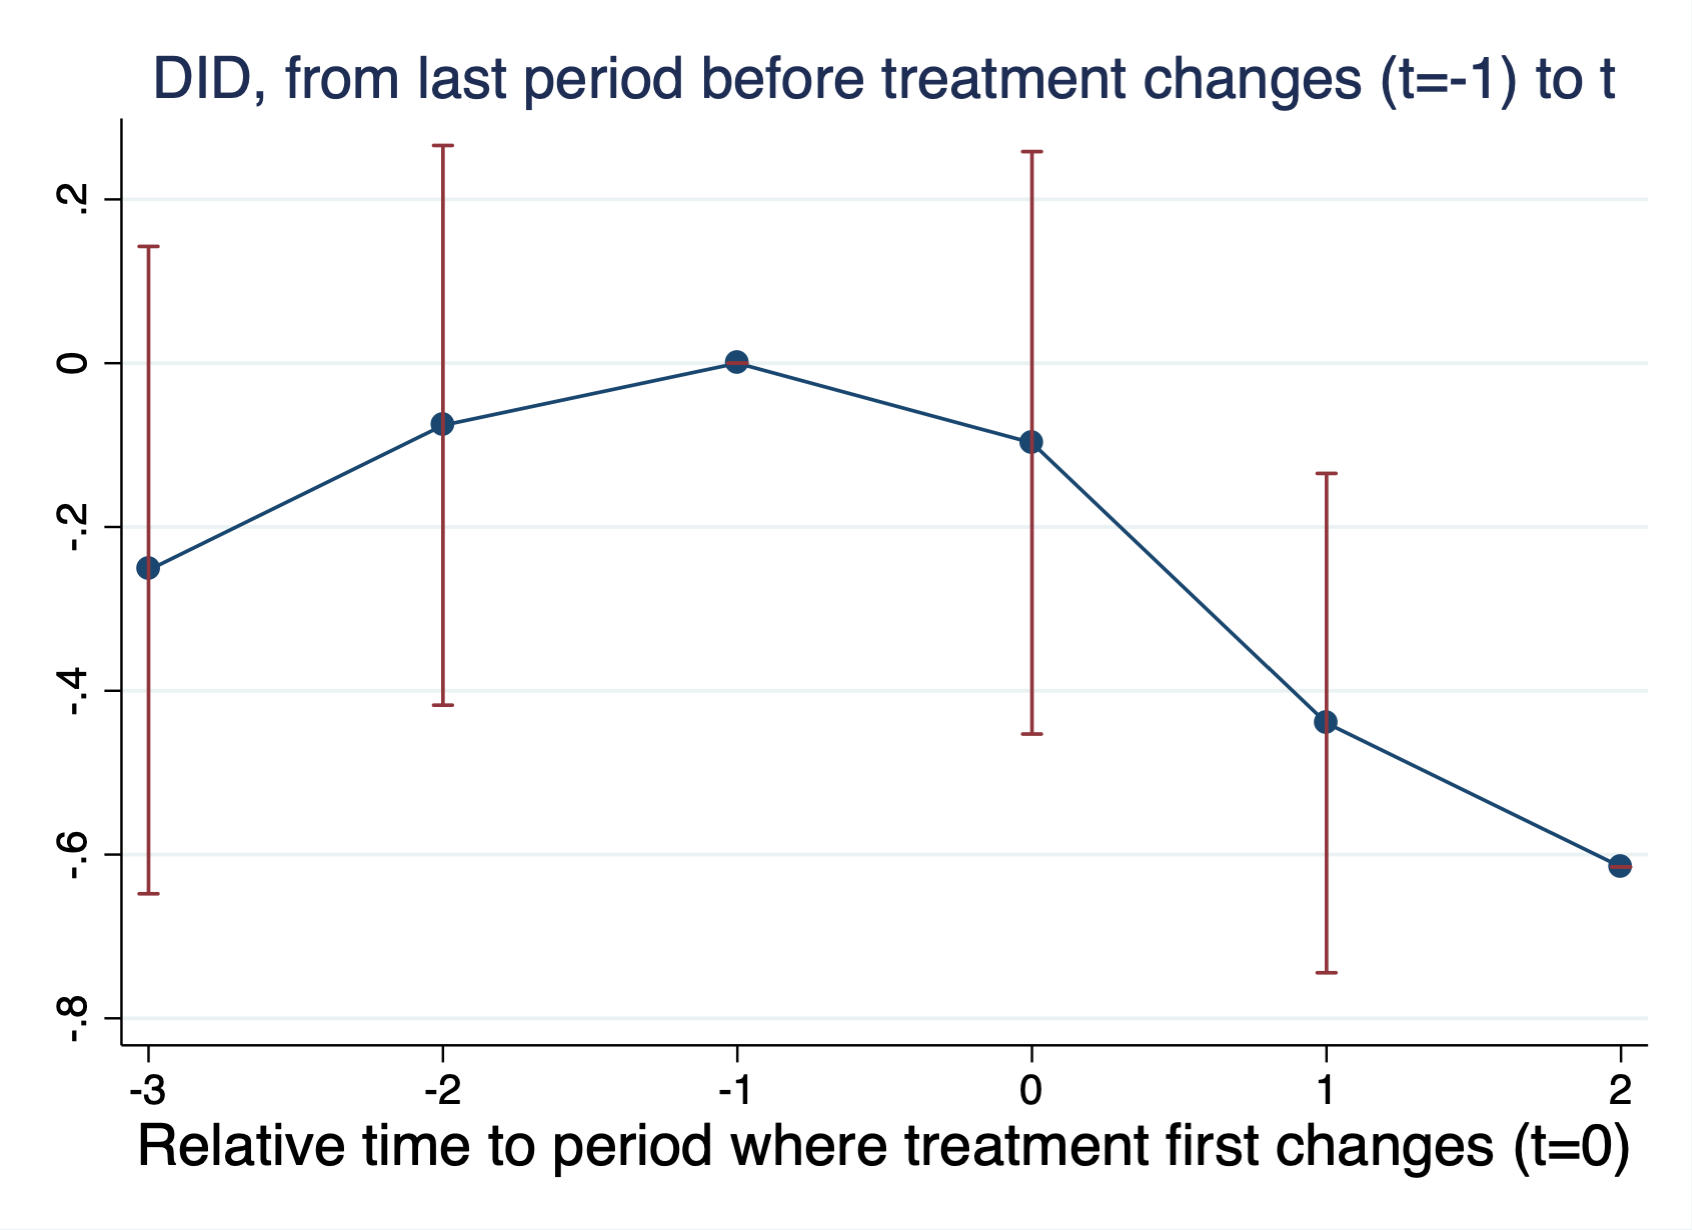 DID, from last period before treatment changes (t=-1) to t
.2
0
-.2
-.4
-.6
-.8
-3 -2 -1 0 1 2
Relative time to period where treatment first changes (t=0)